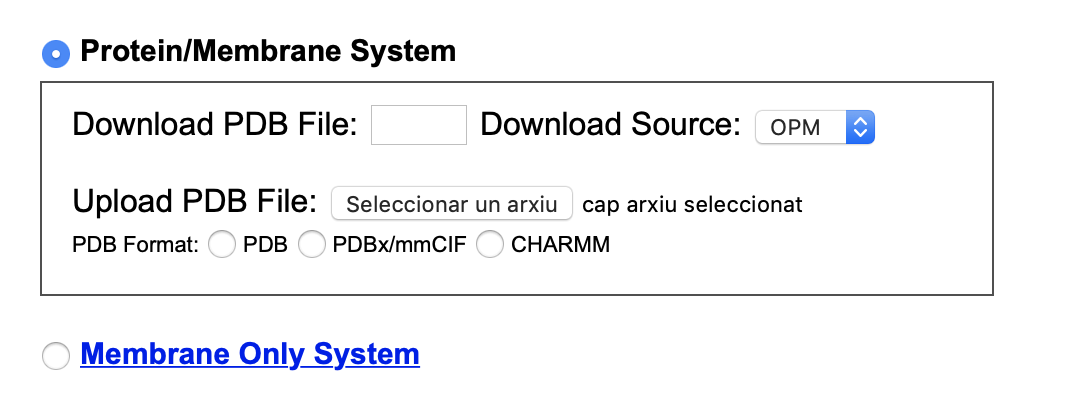 Protein/Membrane System
Download PDB File: Download Source: OPM
Upload PDB File: Seleccionar un arxiu cap arxiu seleccionat
PDB Format: PDB PDBx/mmCIF CHARMM
Membrane Only System